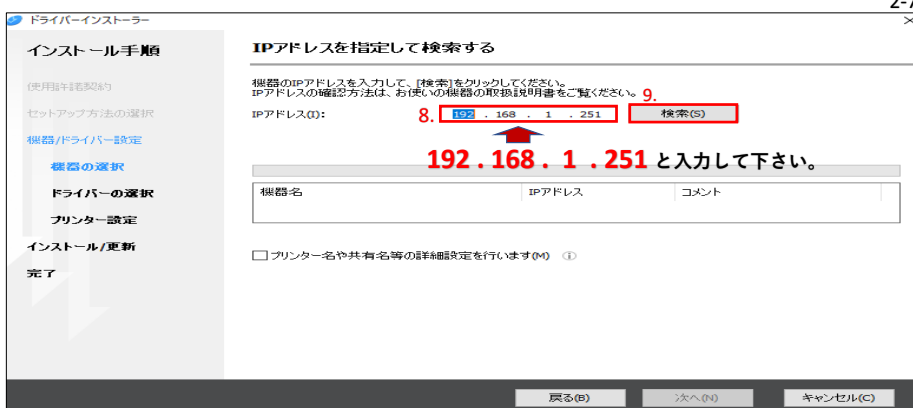 ドライバーインストーラー
インストール手順
IPアドレスを指定して検索する
使用許諾契約
機器のIPアドレスを入力して、[検索]をクリックしてください。
IPアドレスの確認方法は、お使いの機器の取扱説明書をご覧ください。
セットアップ方法の選択
IPアドレス(I):
8. 192 . 168 . 1 . 251
9. 検索(S)
機器/ドライバー設定
192 . 168 . 1 . 251 と入力して下さい。
機器の選択
ドライバーの選択
機器名 IPアドレス コメント
プリンター設定
インストール/更新
プリンター名や共有名等の詳細設定を行います(M)
完了
戻る(B) 次へ(N) キャンセル(C)